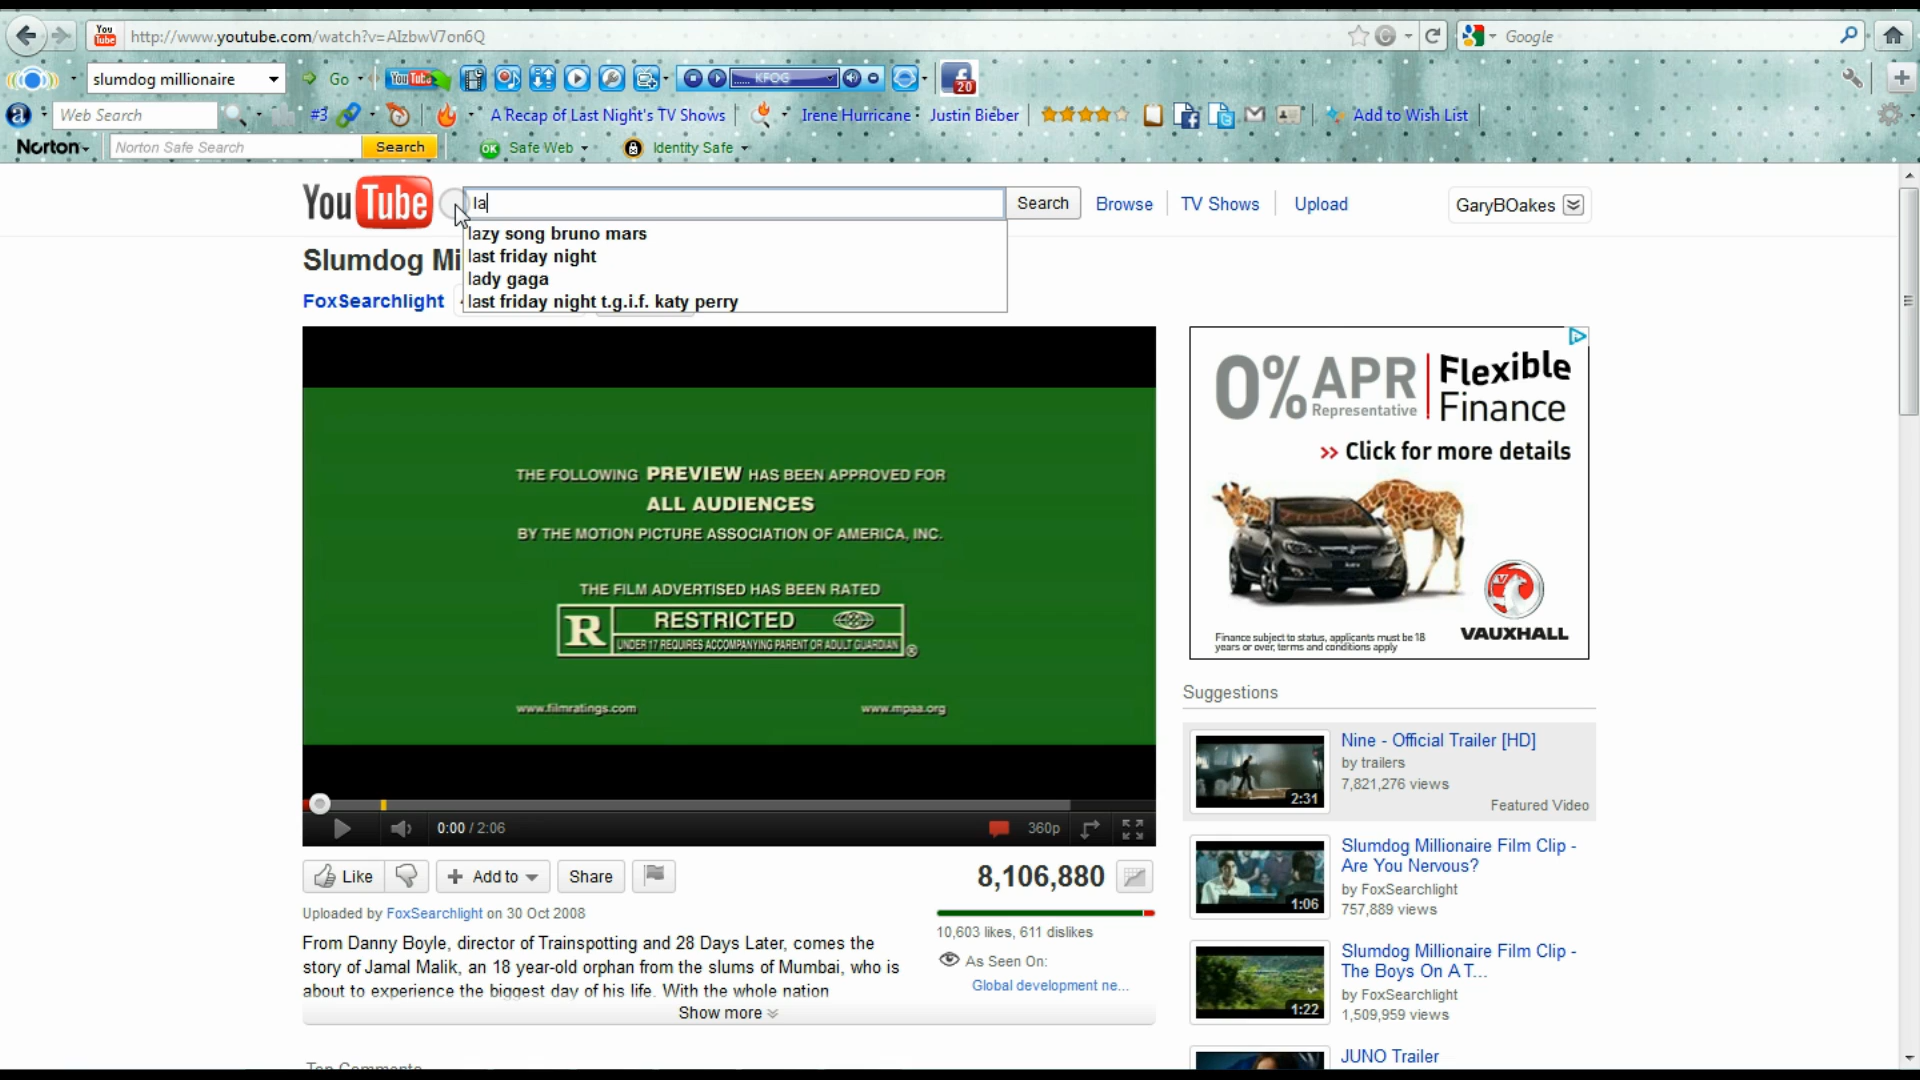 http://www.youtube.com/watch?v=AIzbwV7on6Q
Google
slumdog millionaire
Go
YouTube
KFOG
20
Web Search
#3
A Recap of Last Night's TV Shows
Irene Hurricane
Justin Bieber
Add to Wish List
Norton
Norton Safe Search
Search
OK
Safe Web
Identity Safe
YouTube
la
Search
Browse
TV Shows
Upload
GaryBOakes
lazy song bruno mars
last friday night
lady gaga
last friday night t.g.i.f. katy perry
Slumdog Mi
FoxSearchlight
THE FOLLOWING PREVIEW HAS BEEN APPROVED FOR
ALL AUDIENCES
BY THE MOTION PICTURE ASSOCIATION OF AMERICA, INC.
THE FILM ADVERTISED HAS BEEN RATED
R RESTRICTED
UNDER 17 REQUIRES ACCOMPANYING PARENT OR ADULT GUARDIAN
®
www.filmratings.com
www.mpaa.org
0:00 / 2:06
360p
Like
+ Add to
Share
8,106,880
Uploaded by FoxSearchlight on 30 Oct 2008
10,603 likes, 611 dislikes
From Danny Boyle, director of Trainspotting and 28 Days Later, comes the
story of Jamal Malik, an 18 year-old orphan from the slums of Mumbai, who is
about to experience the biggest day of his life. With the whole nation
As Seen On:
Global development ne...
Show more
Top Comments
0% APR
Representative
Flexible
Finance
>> Click for more details
Finance subject to status, applicants must be 18
years or over, terms and conditions apply
VAUXHALL
Suggestions
2:31
Nine - Official Trailer [HD]
by trailers
7,821,276 views
Featured Video
1:06
Slumdog Millionaire Film Clip -
Are You Nervous?
by FoxSearchlight
757,889 views
1:22
Slumdog Millionaire Film Clip -
The Boys On A T...
by FoxSearchlight
1,509,959 views
JUNO Trailer